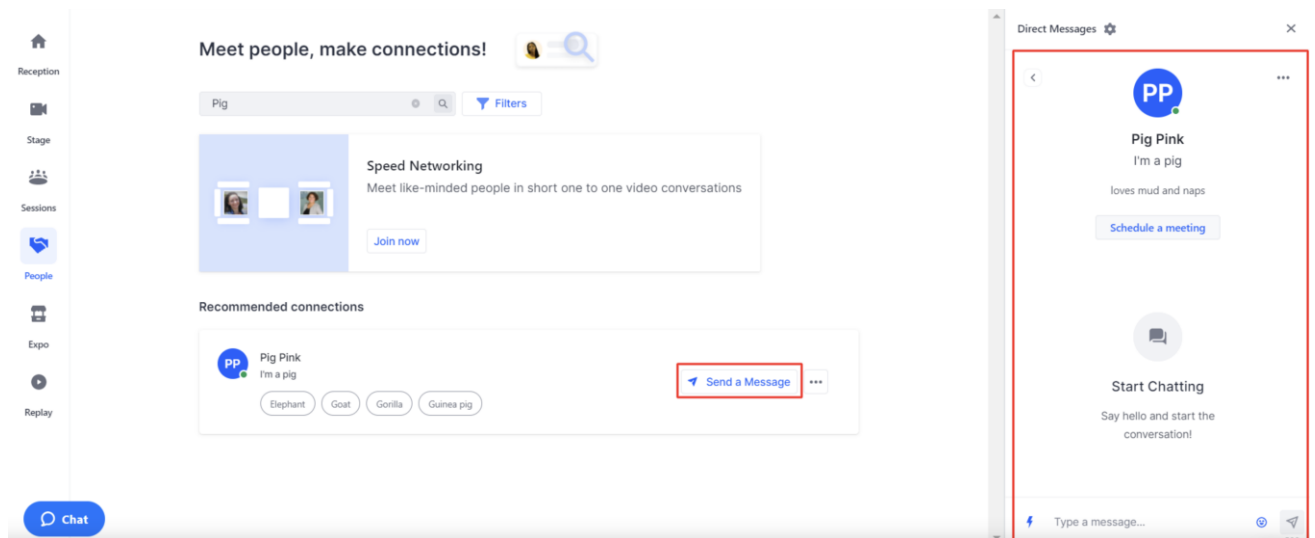 Reception
Stage
Sessions
People
Expo
Replay
Chat
Meet people, make connections!
Pig
Filters
Speed Networking
Meet like-minded people in short one to one video conversations
Join now
Recommended connections
PP
Pig Pink
I'm a pig
Elephant Goat Gorilla Guinea pig
Send a Message
Direct Messages
PP
Pig Pink
I'm a pig
loves mud and naps
Schedule a meeting
Start Chatting
Say hello and start the
conversation!
Type a message...